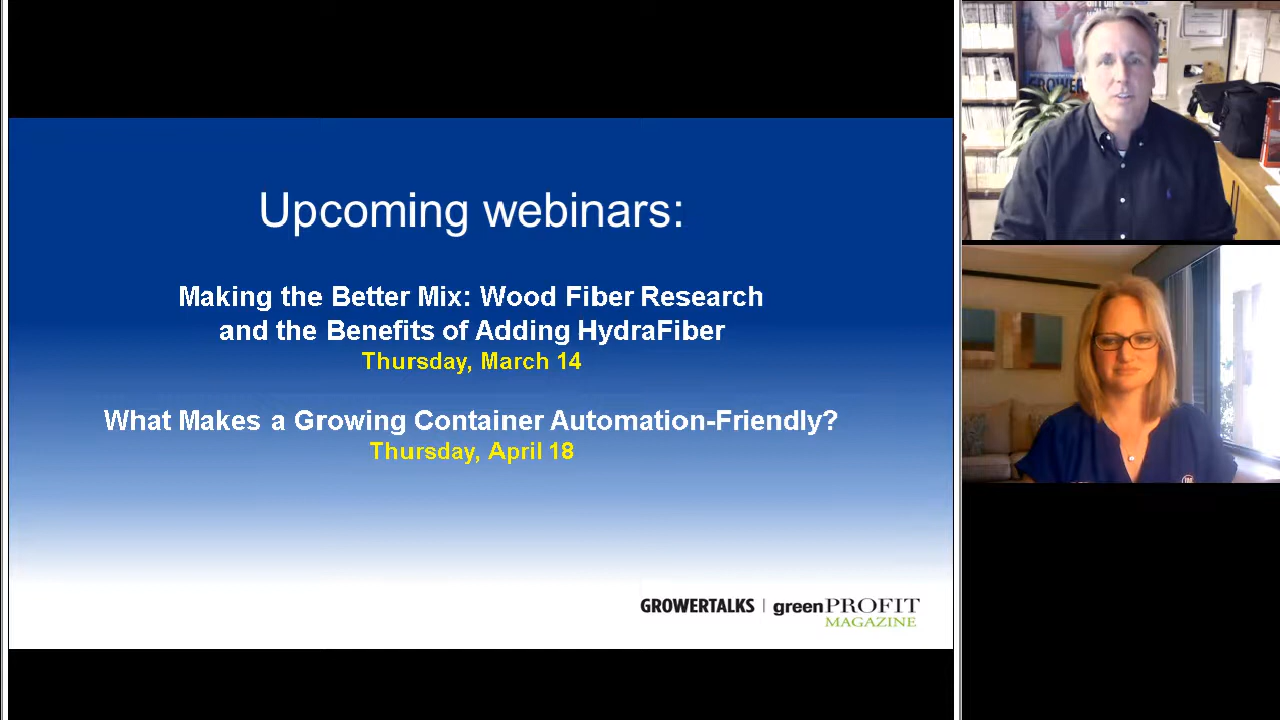 Upcoming webinars:
Making the Better Mix: Wood Fiber Research
and the Benefits of Adding HydraFiber
Thursday, March 14
What Makes a Growing Container Automation-Friendly?
Thursday, April 18
GROWERTALKS | greenPROFIT
MAGAZINE